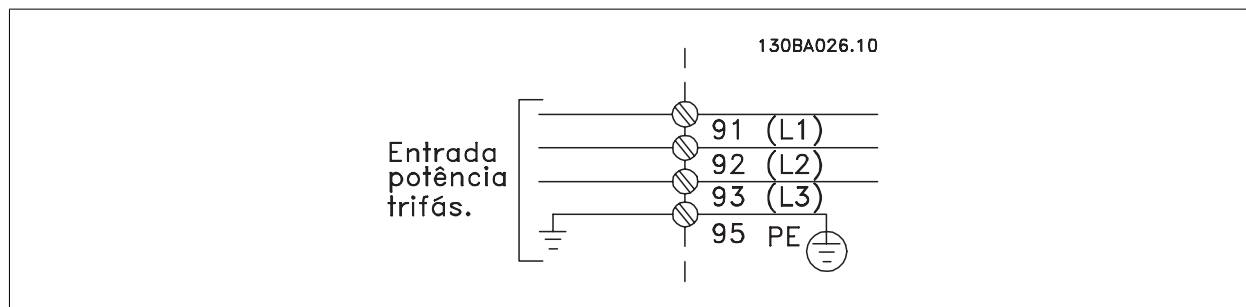 130BA026.10
Entrada
potência
trifás.
91 (L1)
92 (L2)
93 (L3)
95 PE